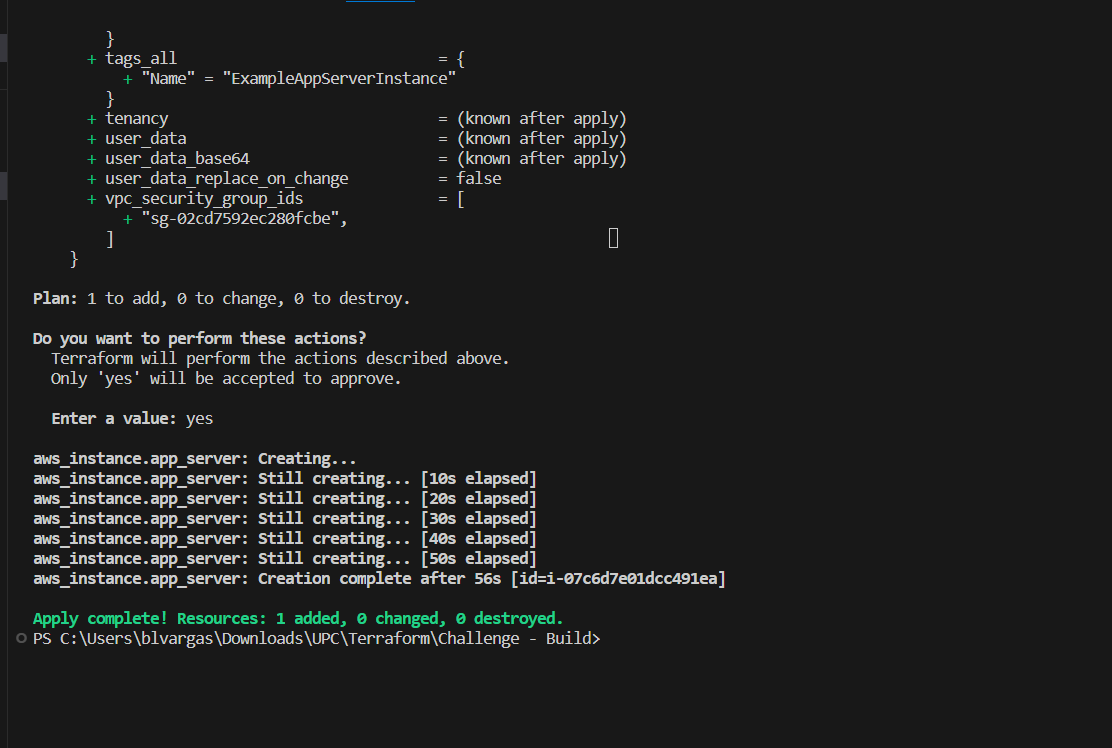 }
+ tags_all = {
+ "Name" = "ExampleAppServerInstance"
}
+ tenancy = (known after apply)
+ user_data = (known after apply)
+ user_data_base64 = (known after apply)
+ user_data_replace_on_change = false
+ vpc_security_group_ids = [
+ "sg-02cd7592ec280fcbe",
]
}
Plan: 1 to add, 0 to change, 0 to destroy.
Do you want to perform these actions?
Terraform will perform the actions described above.
Only 'yes' will be accepted to approve.
Enter a value: yes
aws_instance.app_server: Creating...
aws_instance.app_server: Still creating... [10s elapsed]
aws_instance.app_server: Still creating... [20s elapsed]
aws_instance.app_server: Still creating... [30s elapsed]
aws_instance.app_server: Still creating... [40s elapsed]
aws_instance.app_server: Still creating... [50s elapsed]
aws_instance.app_server: Creation complete after 56s [id=i-07c6d7e01dcc491ea]
Apply complete! Resources: 1 added, 0 changed, 0 destroyed.
PS C:\Users\blvargas\Downloads\UPC\Terraform\Challenge - Build>